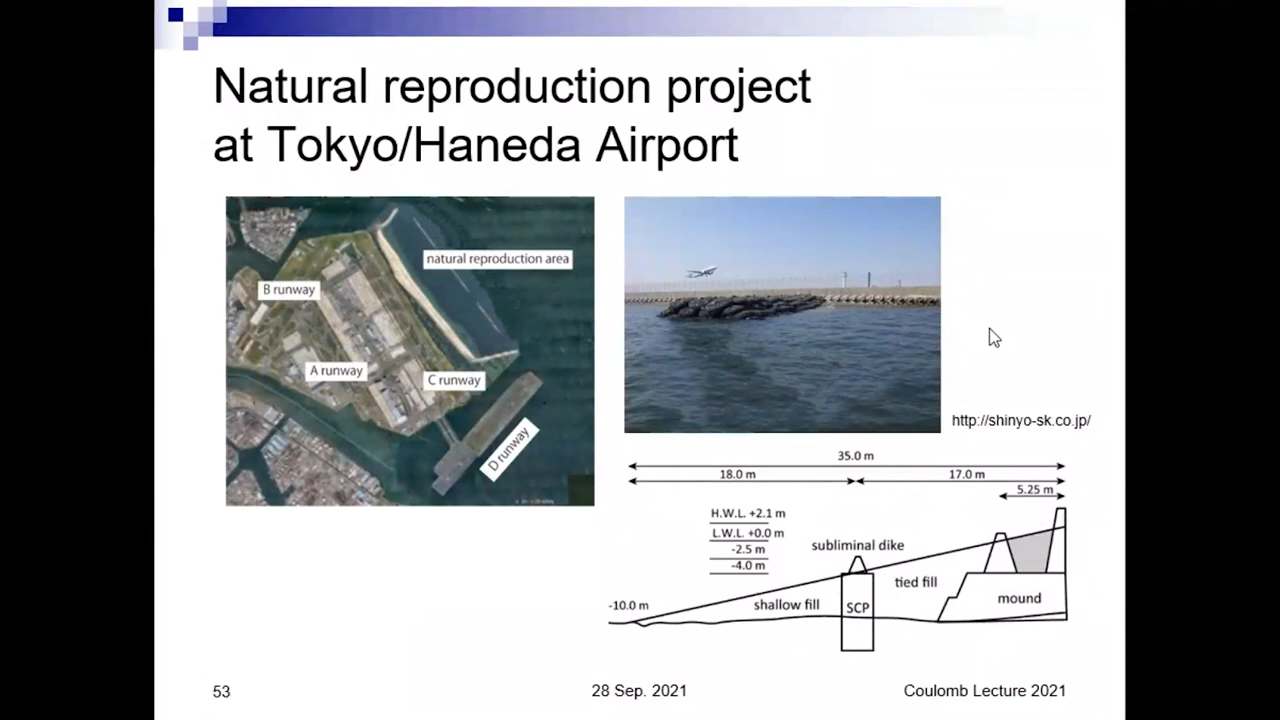 Natural reproduction project
at Tokyo/Haneda Airport
natural reproduction area
B runway
A runway
C runway
D runway
http://shinyo-sk.co.jp/
35.0 m
18.0 m
17.0 m
5.25 m
H.W.L. +2.1 m
L.W.L. +0.0 m
-2.5 m
-4.0 m
subliminal dike
tied fill
-10.0 m
shallow fill
SCP
mound
53
28 Sep. 2021
Coulomb Lecture 2021